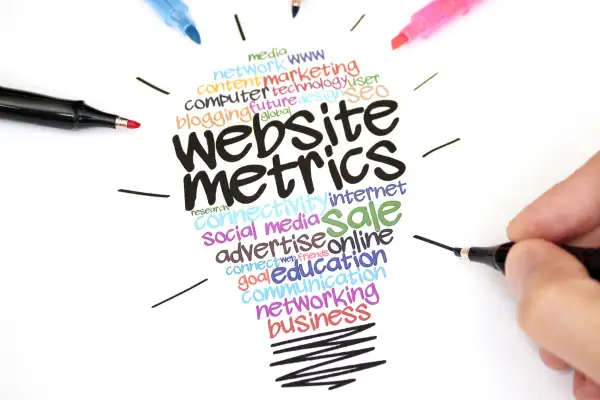 media
network www
content marketing
computer technology user
blogging future design seo
global
website
metrics
research
connectivity internet
social media sale
advertise online
connect web friends
goal education
communication
networking
business